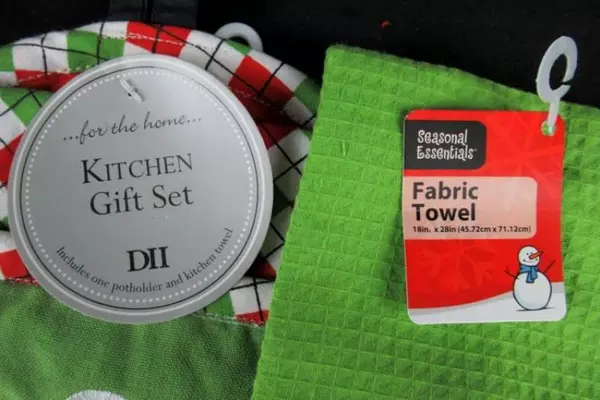 ...for the home...
KITCHEN
Gift Set
DII
Includes one potholder and kitchen towel
Seasonal
Essentials™
Fabric
Towel
18in. x 28in (45.72cm x 71.12cm)